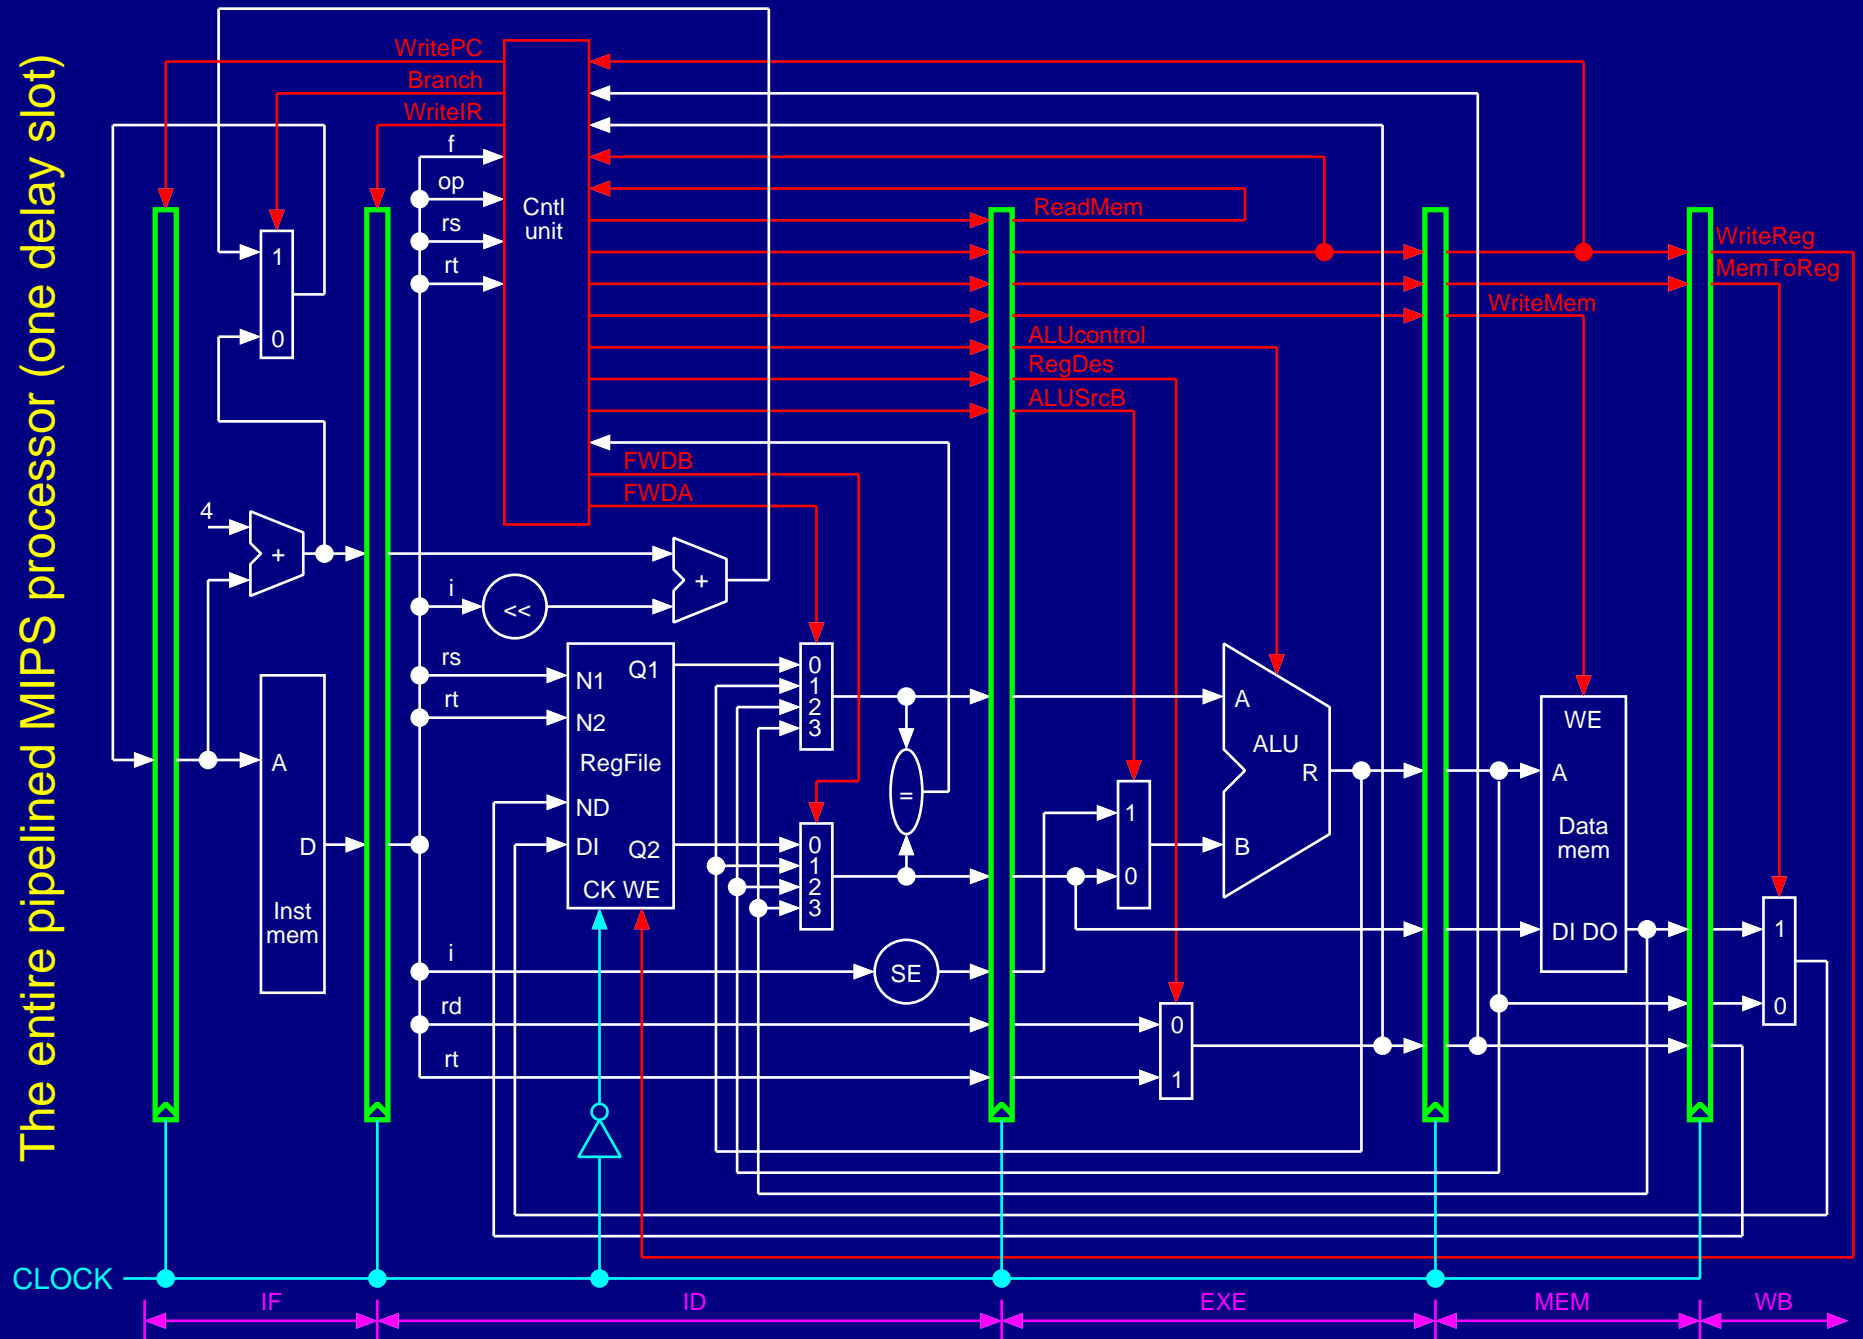 The entire pipelined MIPS processor (one delay slot)
WritePC
Branch
WriteIR
f
op
rs
rt
Cntl
unit
ReadMem
WriteReg
MemToReg
WriteMem
ALUcontrol
RegDes
ALUSrcB
FWDB
FWDA
1
0
4
+
i
<<
+
rs
rt
N1
N2
RegFile
ND
DI
Q1
Q2
CK WE
0
1
2
3
0
1
2
3
=
A
D
Inst
mem
i
SE
rd
rt
1
0
0
1
A
ALU
R
B
WE
A
Data
mem
DI DO
1
0
CLOCK
IF
ID
EXE
MEM
WB